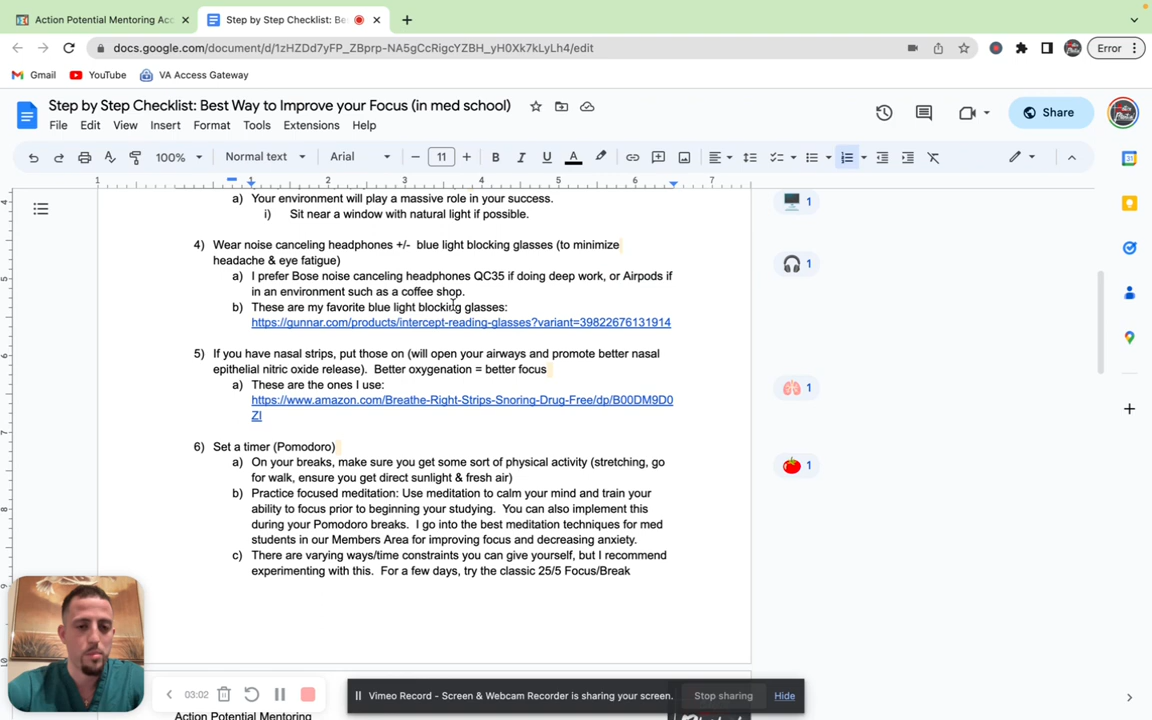 Action Potential Mentoring Acc
Step by Step Checklist: Be
docs.google.com/document/d/1zHZDd7yFP_ZBprp-NA5gCcRigcYZBH_yH0Xk7kLyLh4/edit
Error
Gmail
YouTube
VA Access Gateway
Step by Step Checklist: Best Way to Improve your Focus (in med school)
Share
File Edit View Insert Format Tools Extensions Help
100% Normal text Arial 11
1 1 2 3 4 5 6 7
a) Your environment will play a massive role in your success.
i) Sit near a window with natural light if possible.
4) Wear noise canceling headphones +/- blue light blocking glasses (to minimize
headache & eye fatigue)
a) I prefer Bose noise canceling headphones QC35 if doing deep work, or Airpods if
in an environment such as a coffee shop.
b) These are my favorite blue light blocking glasses:
https://gunnar.com/products/intercept-reading-glasses?variant=39822676131914
5) If you have nasal strips, put those on (will open your airways and promote better nasal
epithelial nitric oxide release). Better oxygenation = better focus
a) These are the ones I use:
https://www.amazon.com/Breathe-Right-Strips-Snoring-Drug-Free/dp/B00DM9D0
ZI
6) Set a timer (Pomodoro)
a) On your breaks, make sure you get some sort of physical activity (stretching, go
for walk, ensure you get direct sunlight & fresh air)
b) Practice focused meditation: Use meditation to calm your mind and train your
ability to focus prior to beginning your studying. You can also implement this
during your Pomodoro breaks. I go into the best meditation techniques for med
students in our Members Area for improving focus and decreasing anxiety.
c) There are varying ways/time constraints you can give yourself, but I recommend
experimenting with this. For a few days, try the classic 25/5 Focus/Break
1
1
1
1
03:02
Vimeo Record - Screen & Webcam Recorder is sharing your screen.
Stop sharing
Hide
Action Potential Mentoring